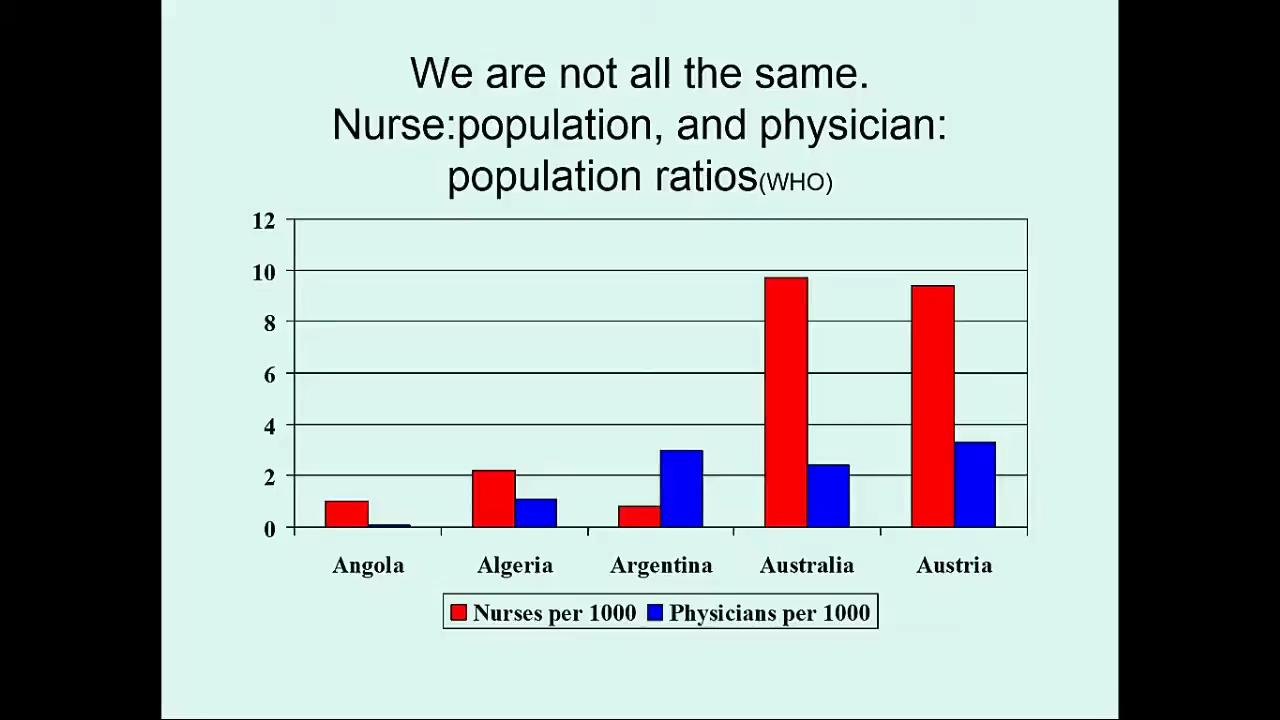 We are not all the same.
Nurse:population, and physician:
population ratios(WHO)
12
10
8
6
4
2
0
Angola Algeria Argentina Australia Austria
Nurses per 1000 Physicians per 1000